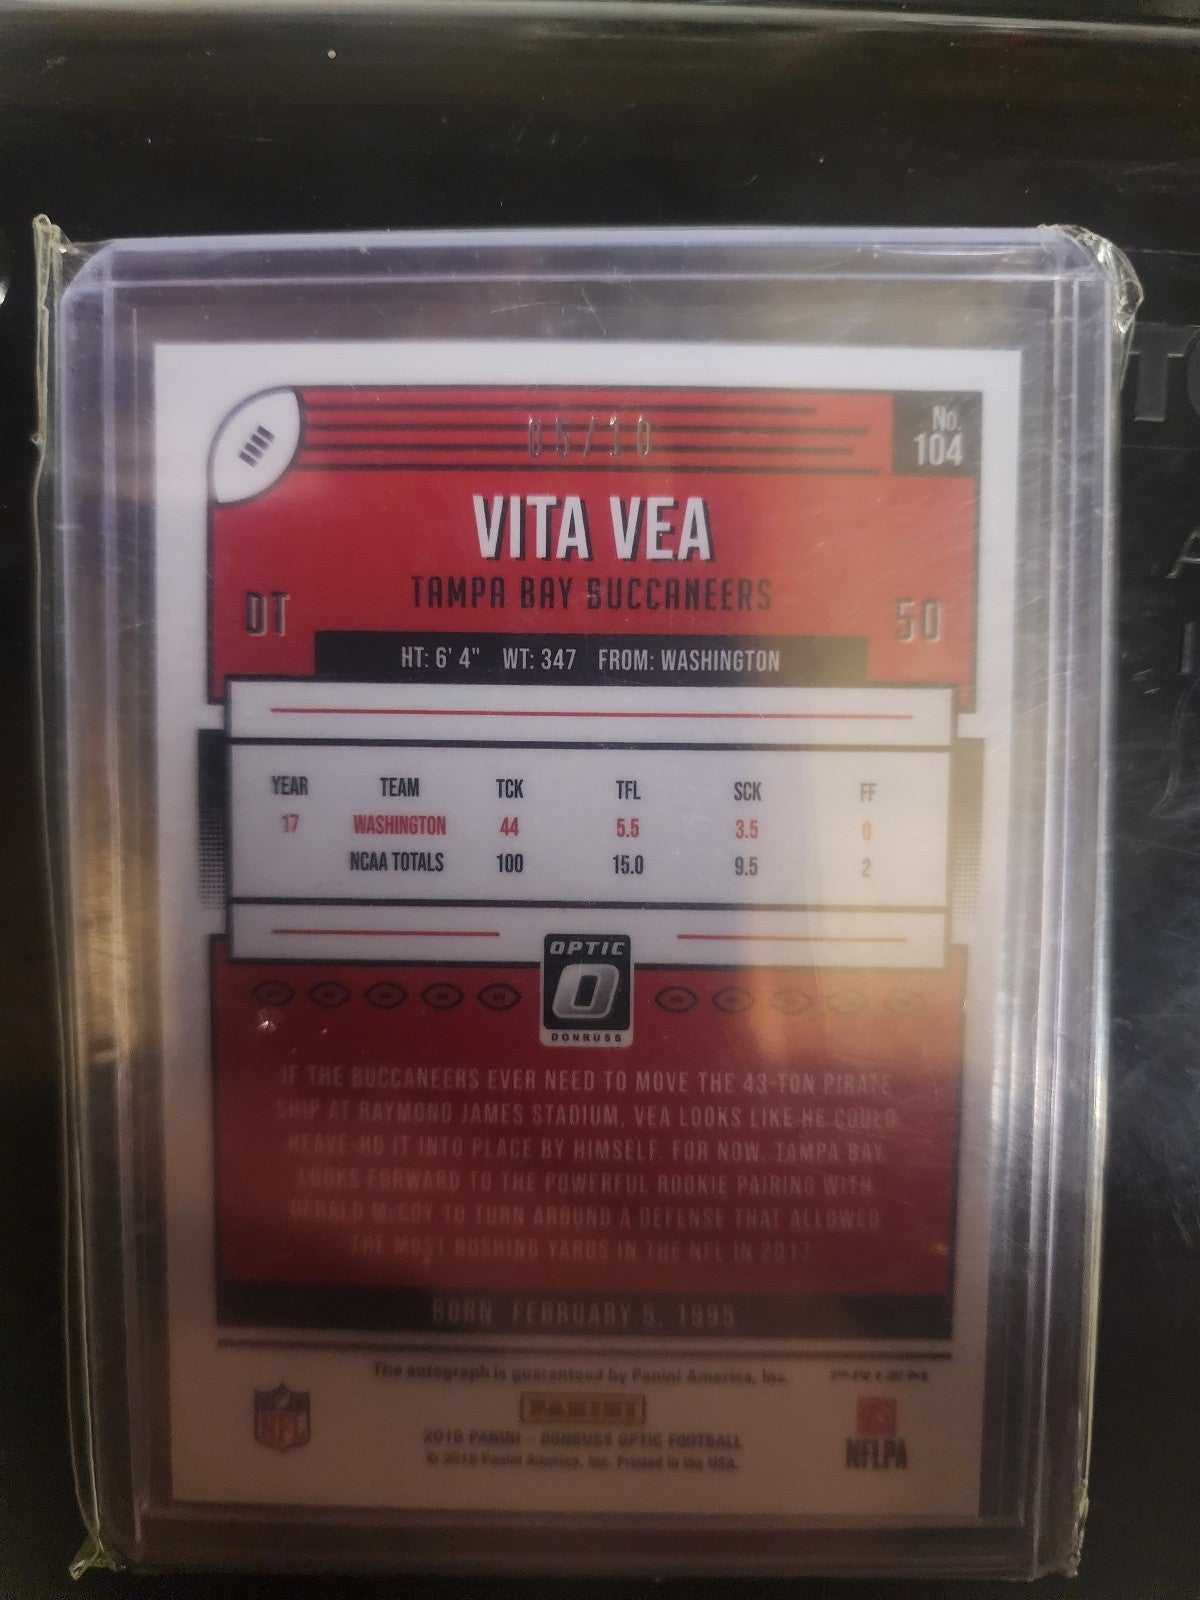 05/10
No.
104
VITA VEA
TAMPA BAY BUCCANEERS
DT
50
HT: 6' 4" WT: 347 FROM: WASHINGTON
YEAR TEAM TCK TFL SCK FF
17 WASHINGTON 44 5.5 3.5 0
NCAA TOTALS 100 15.0 9.5 2
OPTIC
DONRUSS
IF THE BUCCANEERS EVER NEED TO MOVE THE 43-TON PIRATE
SHIP AT RAYMOND JAMES STADIUM, VEA LOOKS LIKE HE COULD
HEAVE-HO IT INTO PLACE BY HIMSELF. FOR NOW, TAMPA BAY
LOOKS FORWARD TO THE POWERFUL ROOKIE PAIRING WITH
GERALD McCOY TO TURN AROUND A DEFENSE THAT ALLOWED
THE MOST RUSHING YARDS IN THE NFL IN 2017.
BORN: FEBRUARY 5, 1995
The autograph is guaranteed by Panini America, Inc.
PRIZM
NFL
PANINI
NFLPA
2018 PANINI - DONRUSS OPTIC FOOTBALL
© 2018 Panini America, Inc. Printed in the USA.